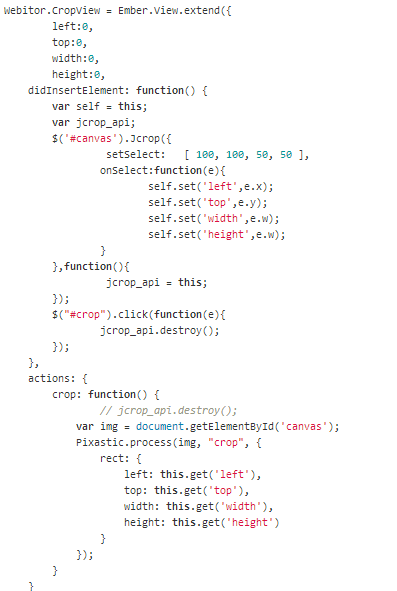 Webitor.CropView = Ember.View.extend({
        left:0,
        top:0,
        width:0,
        height:0,
    didInsertElement: function() {
        var self = this;
        var jcrop_api;
        $('#canvas').Jcrop({
                 setSelect:   [ 100, 100, 50, 50 ],
                onSelect:function(e){
                        self.set('left',e.x);
                        self.set('top',e.y);
                        self.set('width',e.w);
                        self.set('height',e.w);
                }
        },function(){
                 jcrop_api = this;
        });
        $("#crop").click(function(e){
                jcrop_api.destroy();
        });
    },
    actions: {
        crop: function() {
                // jcrop_api.destroy();
            var img = document.getElementById('canvas');
            Pixastic.process(img, "crop", {
                rect: {
                    left: this.get('left'),
                    top: this.get('top'),
                    width: this.get('width'),
                    height: this.get('height')
                }
            });
        }
    }